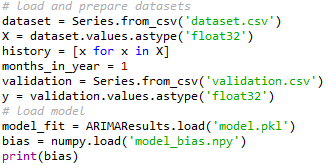 # load and prepare datasets
dataset = Series.from_csv('dataset.csv')
X = dataset.values.astype('float32')
history = [x for x in X]
months_in_year = 1
validation = Series.from_csv('validation.csv')
y = validation.values.astype('float32')
# load model
model_fit = ARIMAResults.load('model.pkl')
bias = numpy.load('model_bias.npy')
print(bias)